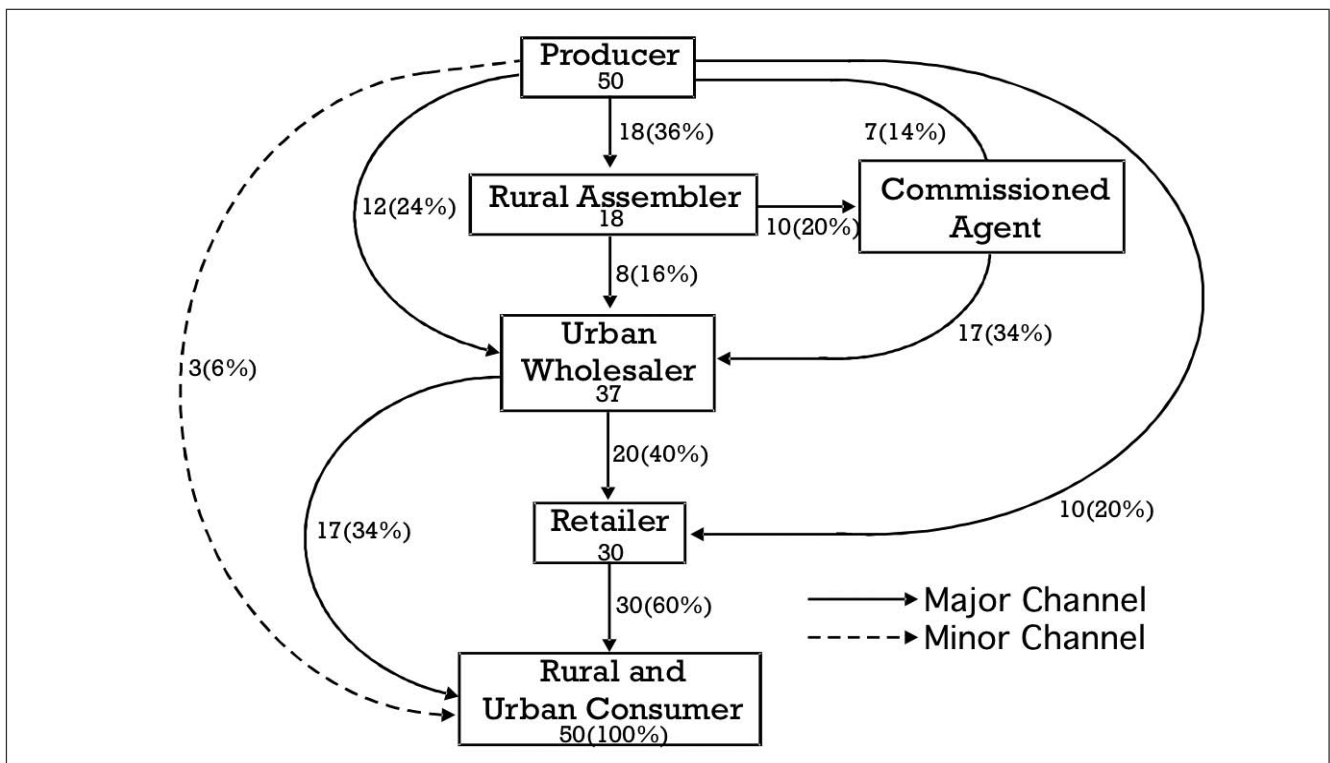 Producer
50
18(36%)
7(14%)
Rural Assembler
18
Commissioned
Agent
12(24%)
10(20%)
8(16%)
Urban
Wholesaler
37
17(34%)
3(6%)
20(40%)
Retailer
30
17(34%)
10(20%)
30(60%)
Major Channel
Minor Channel
Rural and
Urban Consumer
50(100%)